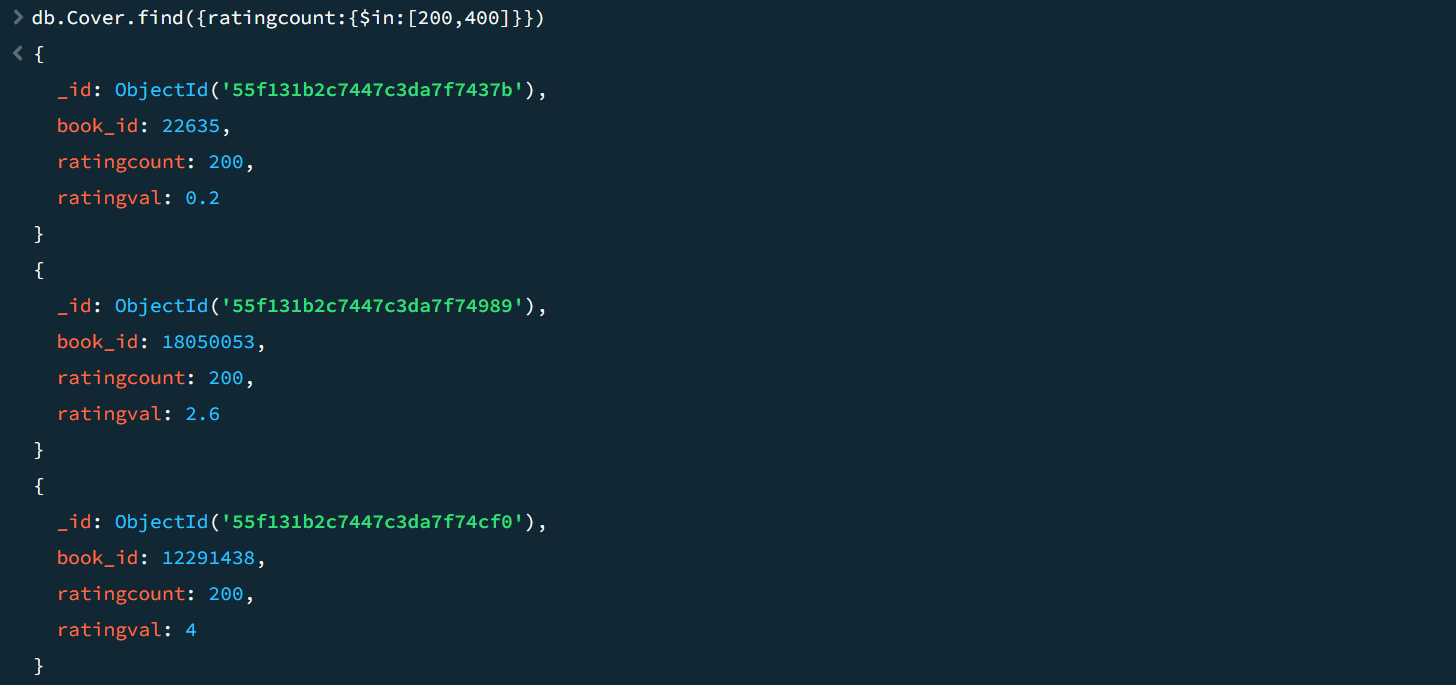 > db.Cover.find({ratingcount:{$in:[200,400]}})
< {
_id: ObjectId('55f131b2c7447c3da7f7437b'),
book_id: 22635,
ratingcount: 200,
ratingval: 0.2
}
{
_id: ObjectId('55f131b2c7447c3da7f74989'),
book_id: 18050053,
ratingcount: 200,
ratingval: 2.6
}
{
_id: ObjectId('55f131b2c7447c3da7f74cf0'),
book_id: 12291438,
ratingcount: 200,
ratingval: 4
}